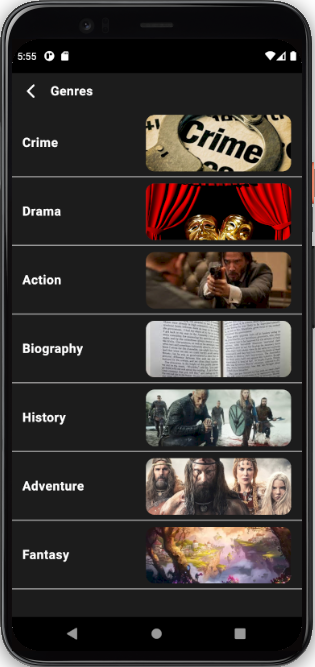 5:55
Genres
Crime
Crime
Drama
Action
Biography
History
Adventure
Fantasy